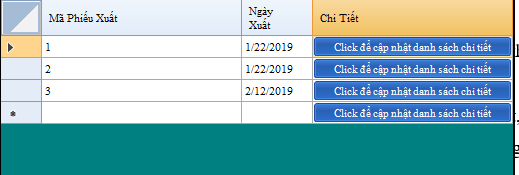 Mã Phiếu Xuất
Ngày
Xuất
Chi Tiết
1 1/22/2019 Click để cập nhật danh sách chi tiết
2 1/22/2019 Click để cập nhật danh sách chi tiết
3 2/12/2019 Click để cập nhật danh sách chi tiết
* Click để cập nhật danh sách chi tiết